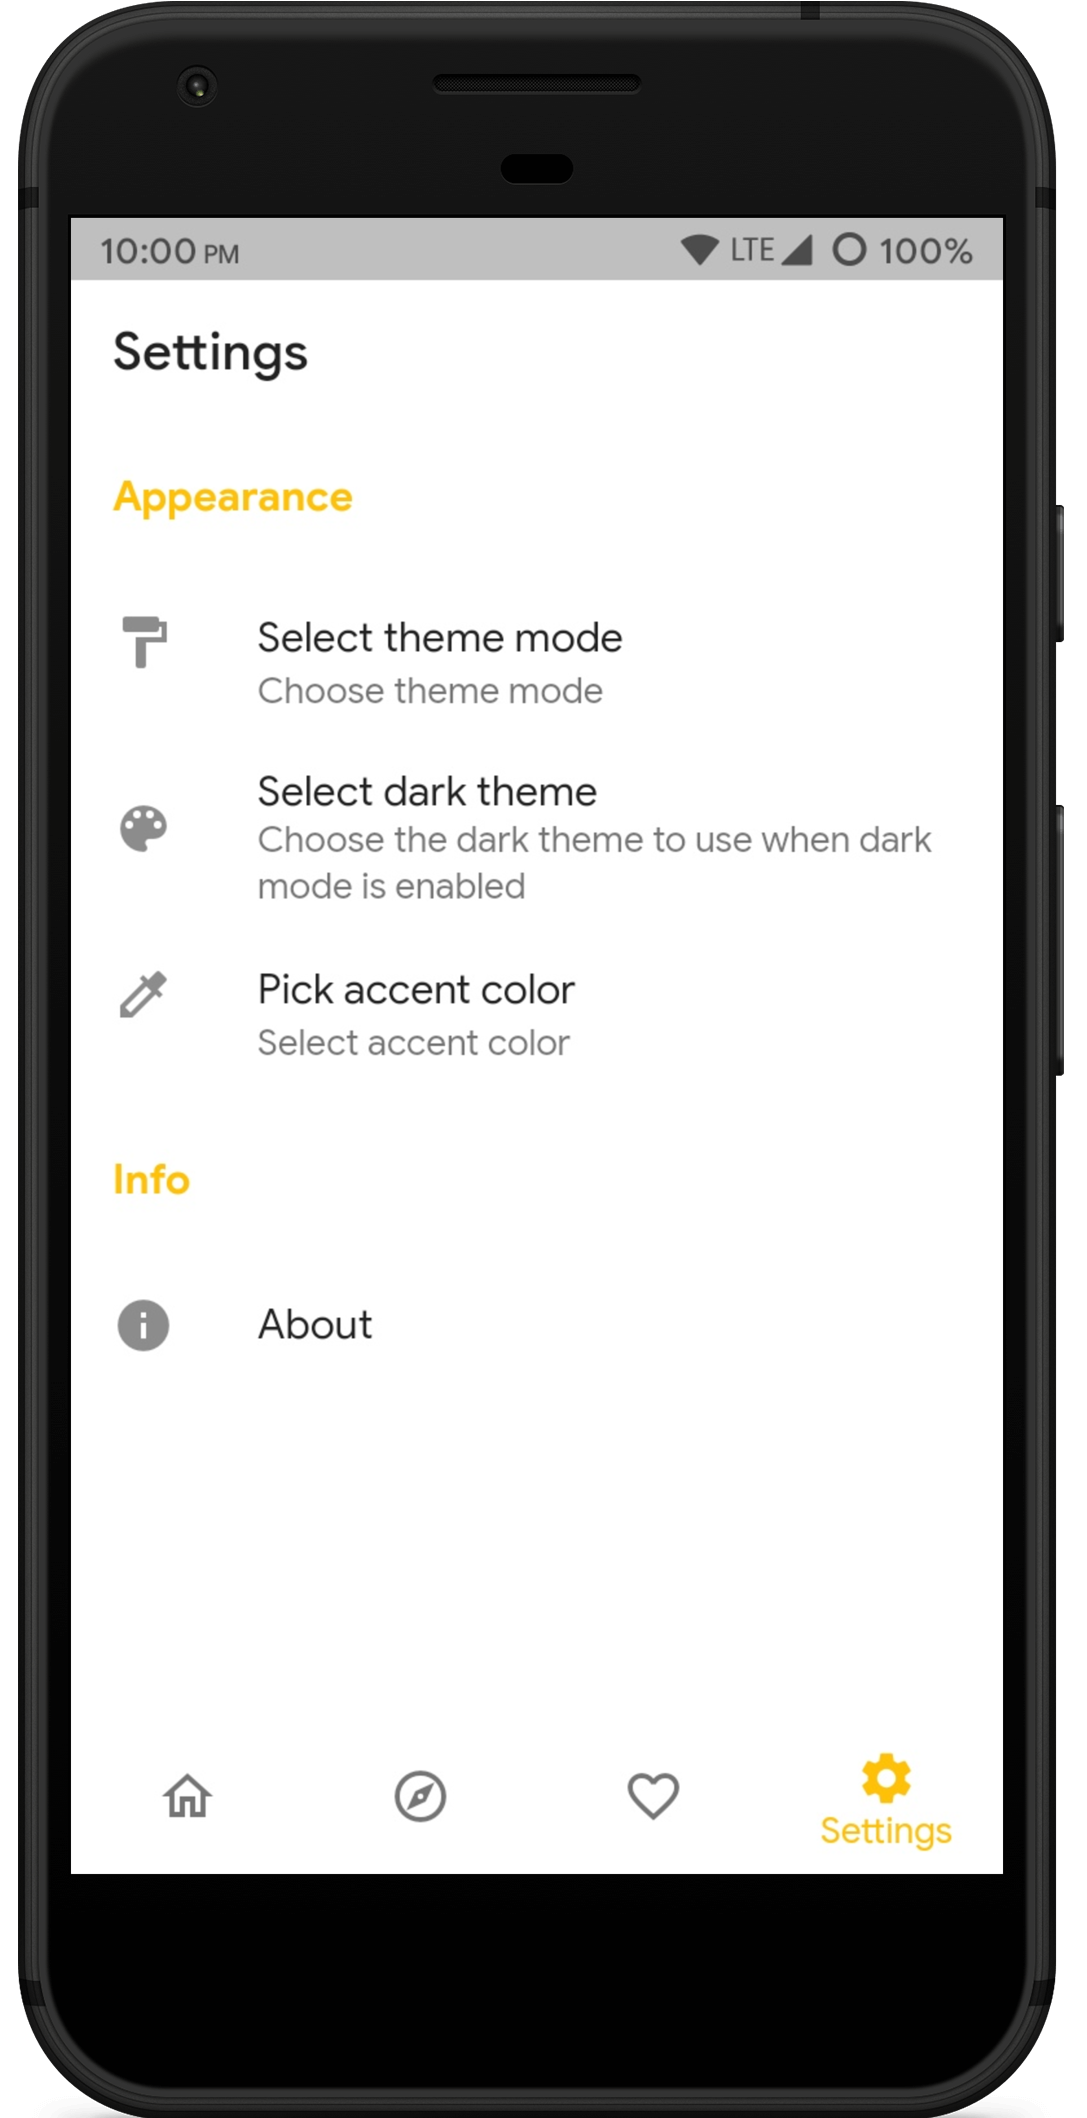 10:00 PM LTE 100%
Settings
Appearance
Select theme mode
Choose theme mode
Select dark theme
Choose the dark theme to use when dark
mode is enabled
Pick accent color
Select accent color
Info
About
Settings